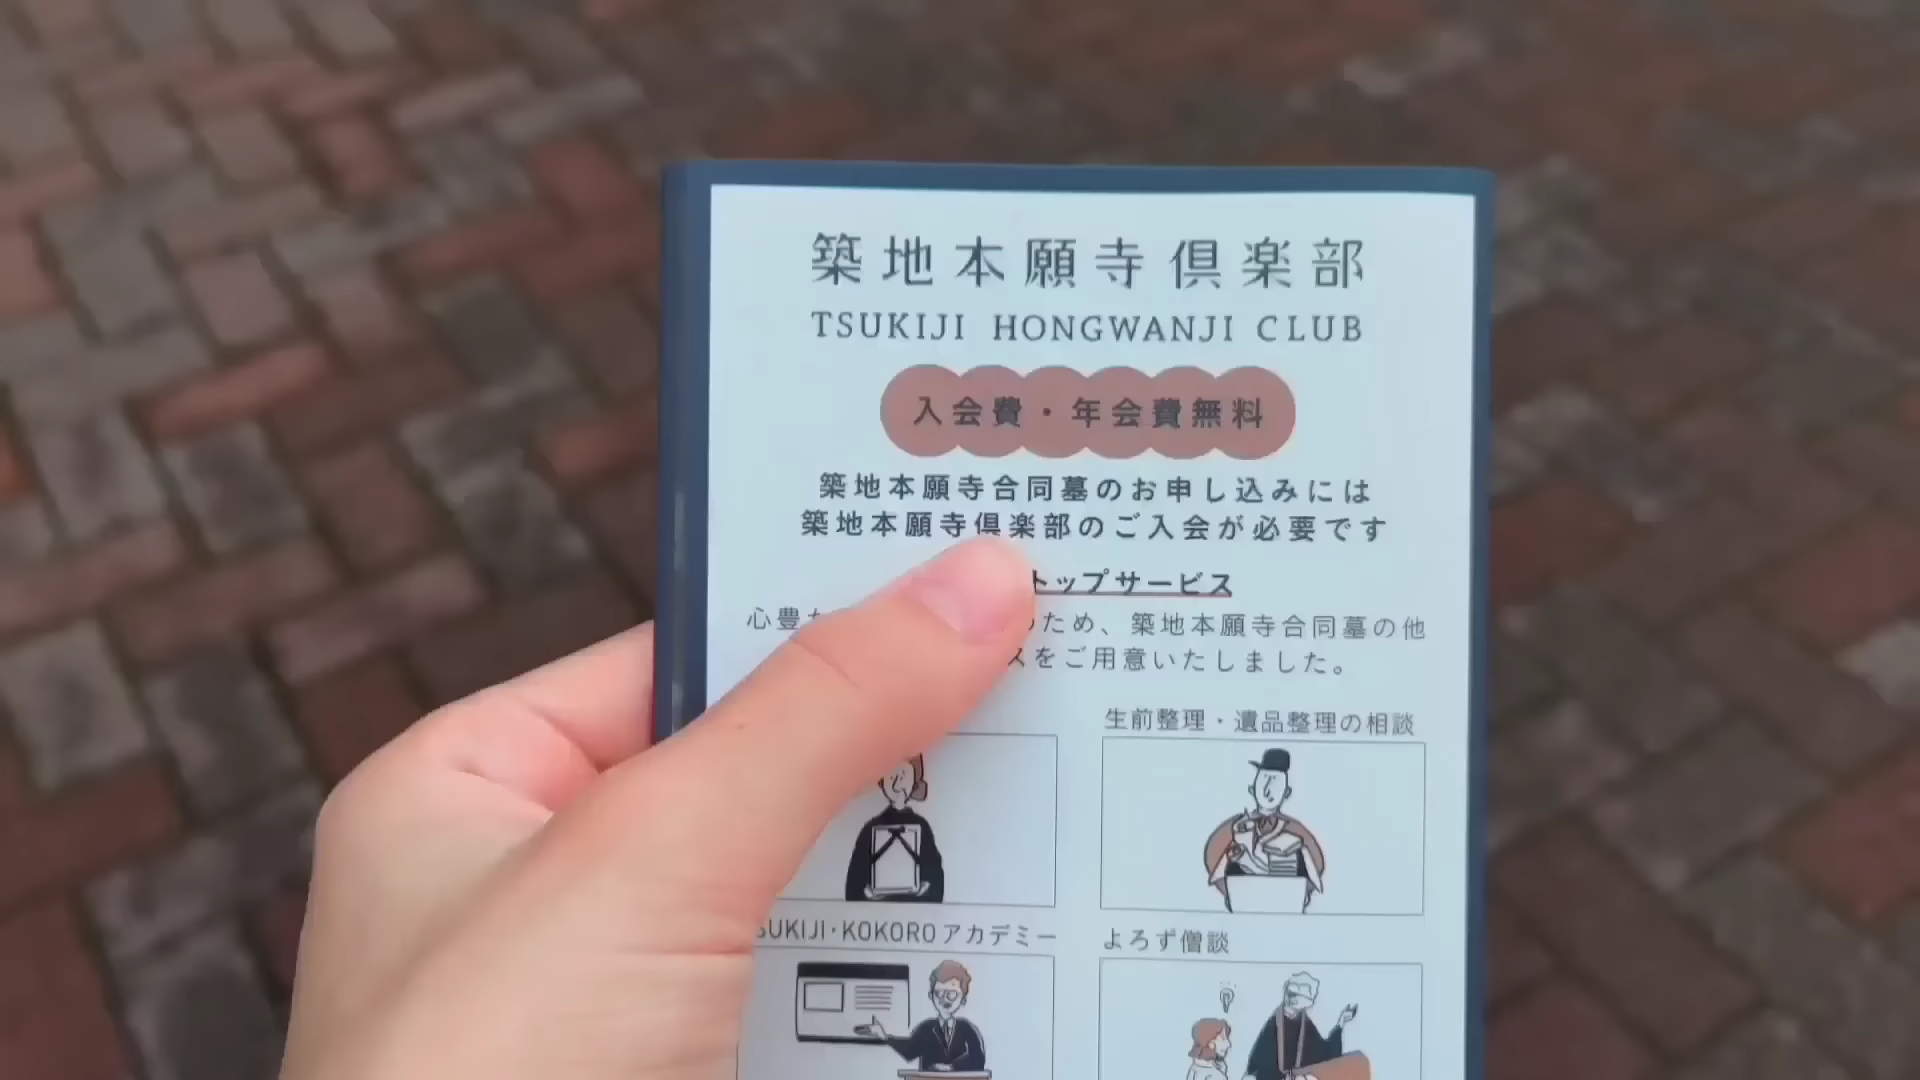 築地本願寺倶楽部
TSUKIJI HONGWANJI CLUB
入会費・年会費無料
築地本願寺合同墓のお申し込みには
築地本願寺倶楽部のご入会が必要です
トップサービス
心豊か
のため、築地本願寺合同墓の他
スをご用意いたしました。
生前整理・遺品整理の相談
SUKIJI・KOKOROアカデミー
よろず僧談